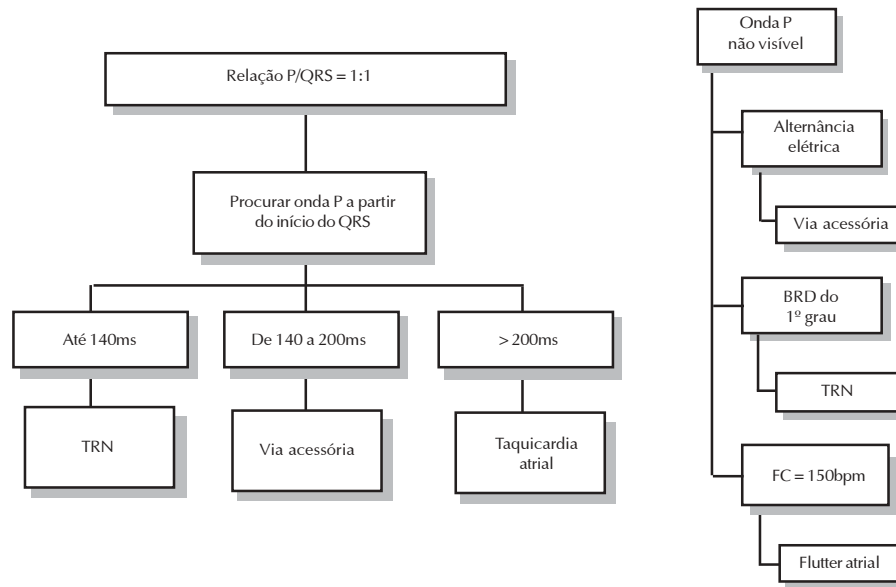 Relação P/QRS = 1:1
Procurar onda P a partir
do início do QRS
Até 140ms
De 140 a 200ms
> 200ms
TRN
Via acessória
Taquicardia
atrial
Onda P
não visível
Alternância
elétrica
Via acessória
BRD do
1º grau
TRN
FC = 150bpm
Flutter atrial